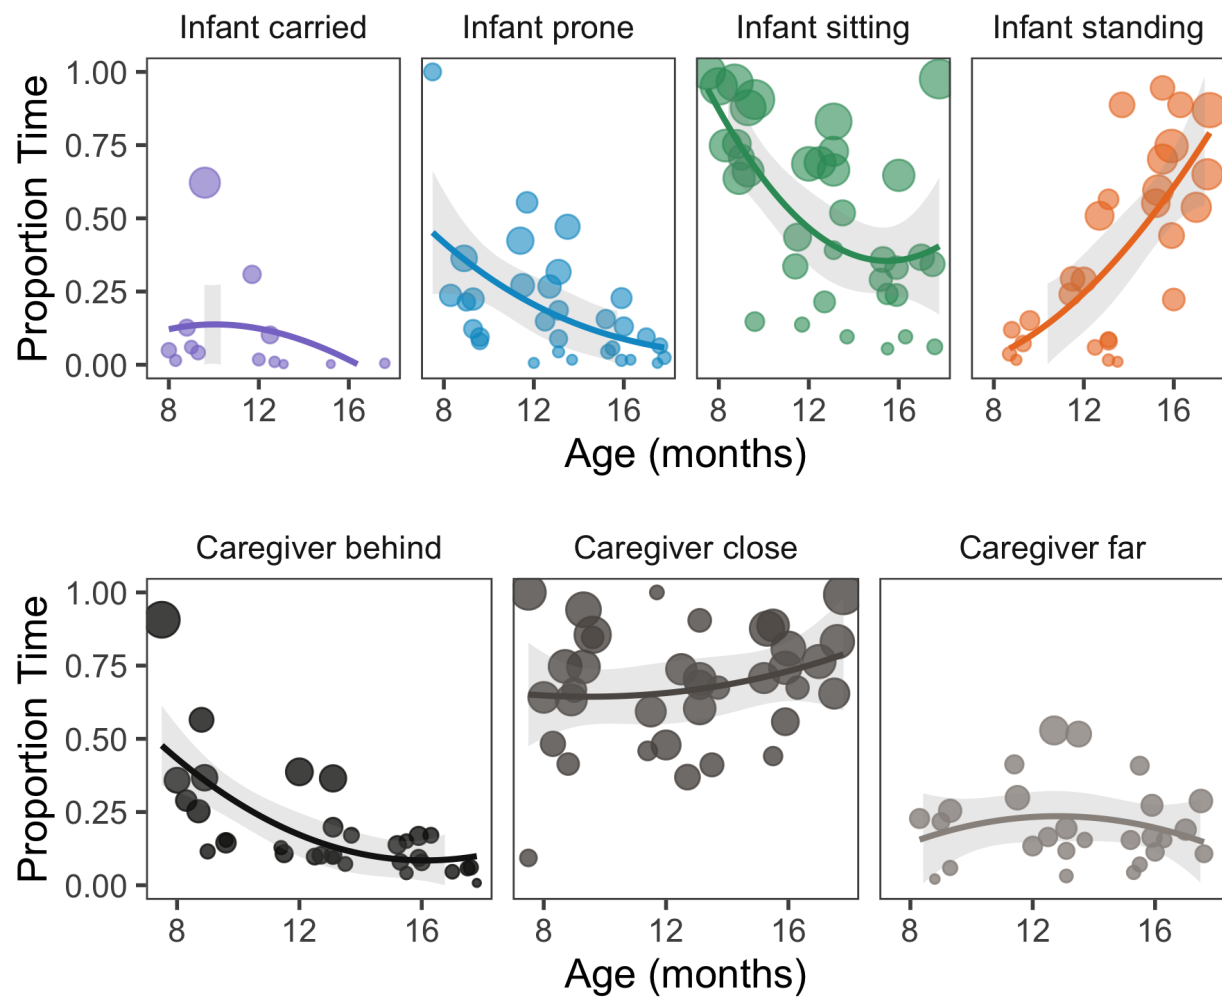 Infant carried Infant prone Infant sitting Infant standing
Proportion Time
1.00
0.75
0.50
0.25
0.00
8 12 16 8 12 16 8 12 16 8 12 16
Age (months)
Caregiver behind Caregiver close Caregiver far
Proportion Time
1.00
0.75
0.50
0.25
0.00
8 12 16 8 12 16 8 12 16
Age (months)